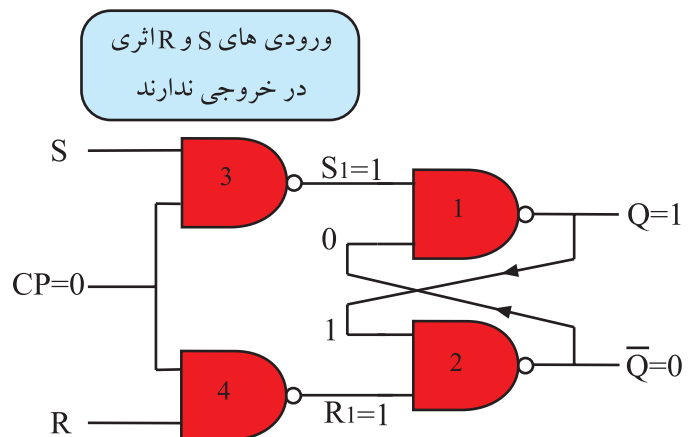 ورودی های S و R اثری
در خروجی ندارند
S
3
S1=1
1
Q=1
0
CP=0
1
2
Q̅=0
4
R1=1
R